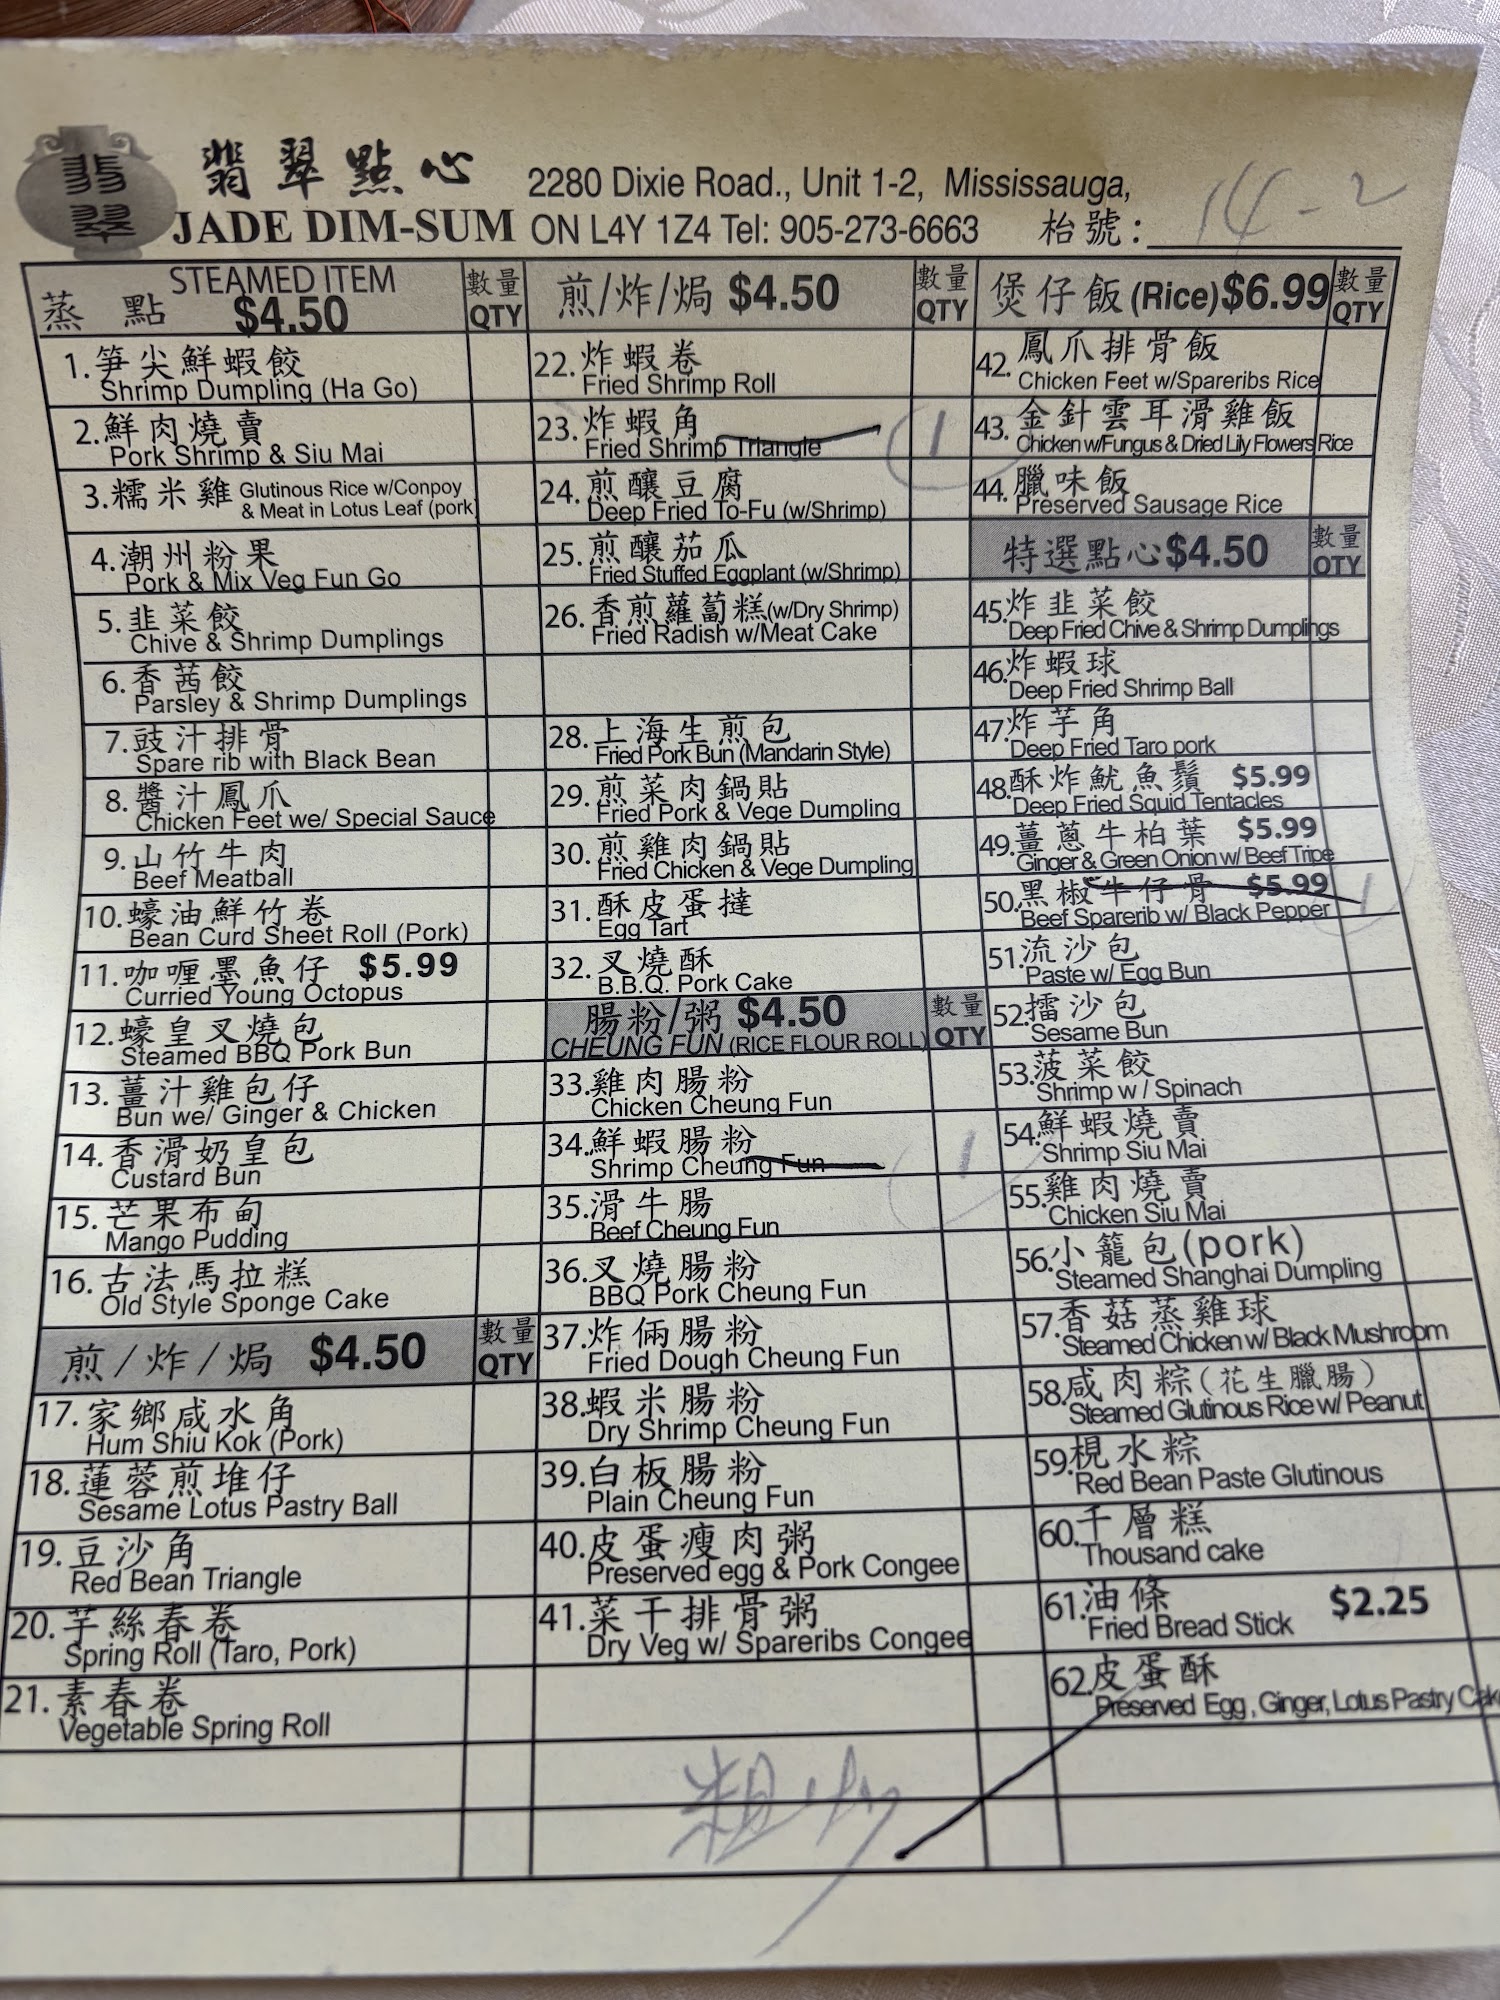 翡翠
翡翠點心
JADE DIM-SUM
2280 Dixie Road., Unit 1-2, Mississauga,
ON L4Y 1Z4 Tel: 905-273-6663
枱號: 14-2
蒸點 STEAMED ITEM $4.50 數量 QTY
1. 笋尖鮮蝦餃
Shrimp Dumpling (Ha Go)
2. 鮮肉燒賣
Pork Shrimp & Siu Mai
3. 糯米雞 Glutinous Rice w/Conpoy
& Meat in Lotus Leaf (pork)
4. 潮州粉果
Pork & Mix Veg Fun Go
5. 韭菜餃
Chive & Shrimp Dumplings
6. 香茜餃
Parsley & Shrimp Dumplings
7. 豉汁排骨
Spare rib with Black Bean
8. 醬汁鳳爪
Chicken Feet we/ Special Sauce
9. 山竹牛肉
Beef Meatball
10. 蠔油鮮竹卷
Bean Curd Sheet Roll (Pork)
11. 咖喱墨魚仔 $5.99
Curried Young Octopus
12. 蠔皇叉燒包
Steamed BBQ Pork Bun
13. 薑汁雞包仔
Bun we/ Ginger & Chicken
14. 香滑奶皇包
Custard Bun
15. 芒果布甸
Mango Pudding
16. 古法馬拉糕
Old Style Sponge Cake
煎/炸/焗 $4.50 數量 QTY
17. 家鄉咸水角
Hum Shiu Kok (Pork)
18. 蓮蓉煎堆仔
Sesame Lotus Pastry Ball
19. 豆沙角
Red Bean Triangle
20. 芋絲春卷
Spring Roll (Taro, Pork)
21. 素春卷
Vegetable Spring Roll
煎/炸/焗 $4.50 數量 QTY
22. 炸蝦卷
Fried Shrimp Roll
23. 炸蝦角 1
Fried Shrimp Triangle
24. 煎釀豆腐
Deep Fried To-Fu (w/Shrimp)
25. 煎釀茄瓜
Fried Stuffed Eggplant (w/Shrimp)
26. 香煎蘿蔔糕(w/Dry Shrimp)
Fried Radish w/Meat Cake
28. 上海生煎包
Fried Pork Bun (Mandarin Style)
29. 煎菜肉鍋貼
Fried Pork & Vege Dumpling
30. 煎雞肉鍋貼
Fried Chicken & Vege Dumpling
31. 酥皮蛋撻
Egg Tart
32. 叉燒酥
B.B.Q. Pork Cake
腸粉/粥 $4.50 數量 QTY
CHEUNG FUN (RICE FLOUR ROLL)
33. 雞肉腸粉
Chicken Cheung Fun
34. 鮮蝦腸粉 1
Shrimp Cheung Fun
35. 滑牛腸
Beef Cheung Fun
36. 叉燒腸粉
BBQ Pork Cheung Fun
37. 炸倆腸粉
Fried Dough Cheung Fun
38. 蝦米腸粉
Dry Shrimp Cheung Fun
39. 白板腸粉
Plain Cheung Fun
40. 皮蛋瘦肉粥
Preserved egg & Pork Congee
41. 菜干排骨粥
Dry Veg w/ Spareribs Congee
煲仔飯(Rice)$6.99 數量 QTY
42. 鳳爪排骨飯
Chicken Feet w/Spareribs Rice
43. 金針雲耳滑雞飯
Chicken w/Fungus & Dried Lily Flowers Rice
44. 臘味飯
Preserved Sausage Rice
特選點心$4.50 數量 QTY
45. 炸韭菜餃
Deep Fried Chive & Shrimp Dumplings
46. 炸蝦球
Deep Fried Shrimp Ball
47. 炸芋角
Deep Fried Taro pork
48. 酥炸魷魚鬚 $5.99
Deep Fried Squid Tentacles
49. 薑蔥牛柏葉 $5.99
Ginger & Green Onion w/ Beef Tripe
50. 黑椒牛仔骨 $5.99 1
Beef Sparerib w/ Black Pepper
51. 流沙包
Paste w/ Egg Bun
52. 擂沙包
Sesame Bun
53. 菠菜餃
Shrimp w / Spinach
54. 鮮蝦燒賣
Shrimp Siu Mai
55. 雞肉燒賣
Chicken Siu Mai
56. 小籠包(pork)
Steamed Shanghai Dumpling
57. 香菇蒸雞球
Steamed Chicken w/ Black Mushroom
58. 咸肉粽(花生臘腸)
Steamed Glutinous Rice w/ Peanut
59. 梘水粽
Red Bean Paste Glutinous
60. 千層糕
Thousand cake
61. 油條 $2.25
Fried Bread Stick
62. 皮蛋酥
Preserved Egg, Ginger, Lotus Pastry Cake